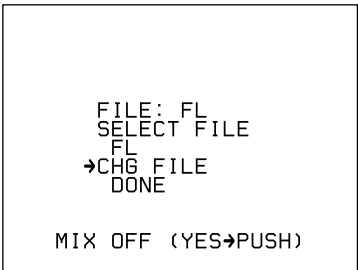 FILE: FL
SELECT FILE
FL
→CHG FILE
DONE
MIX OFF (YES→PUSH)